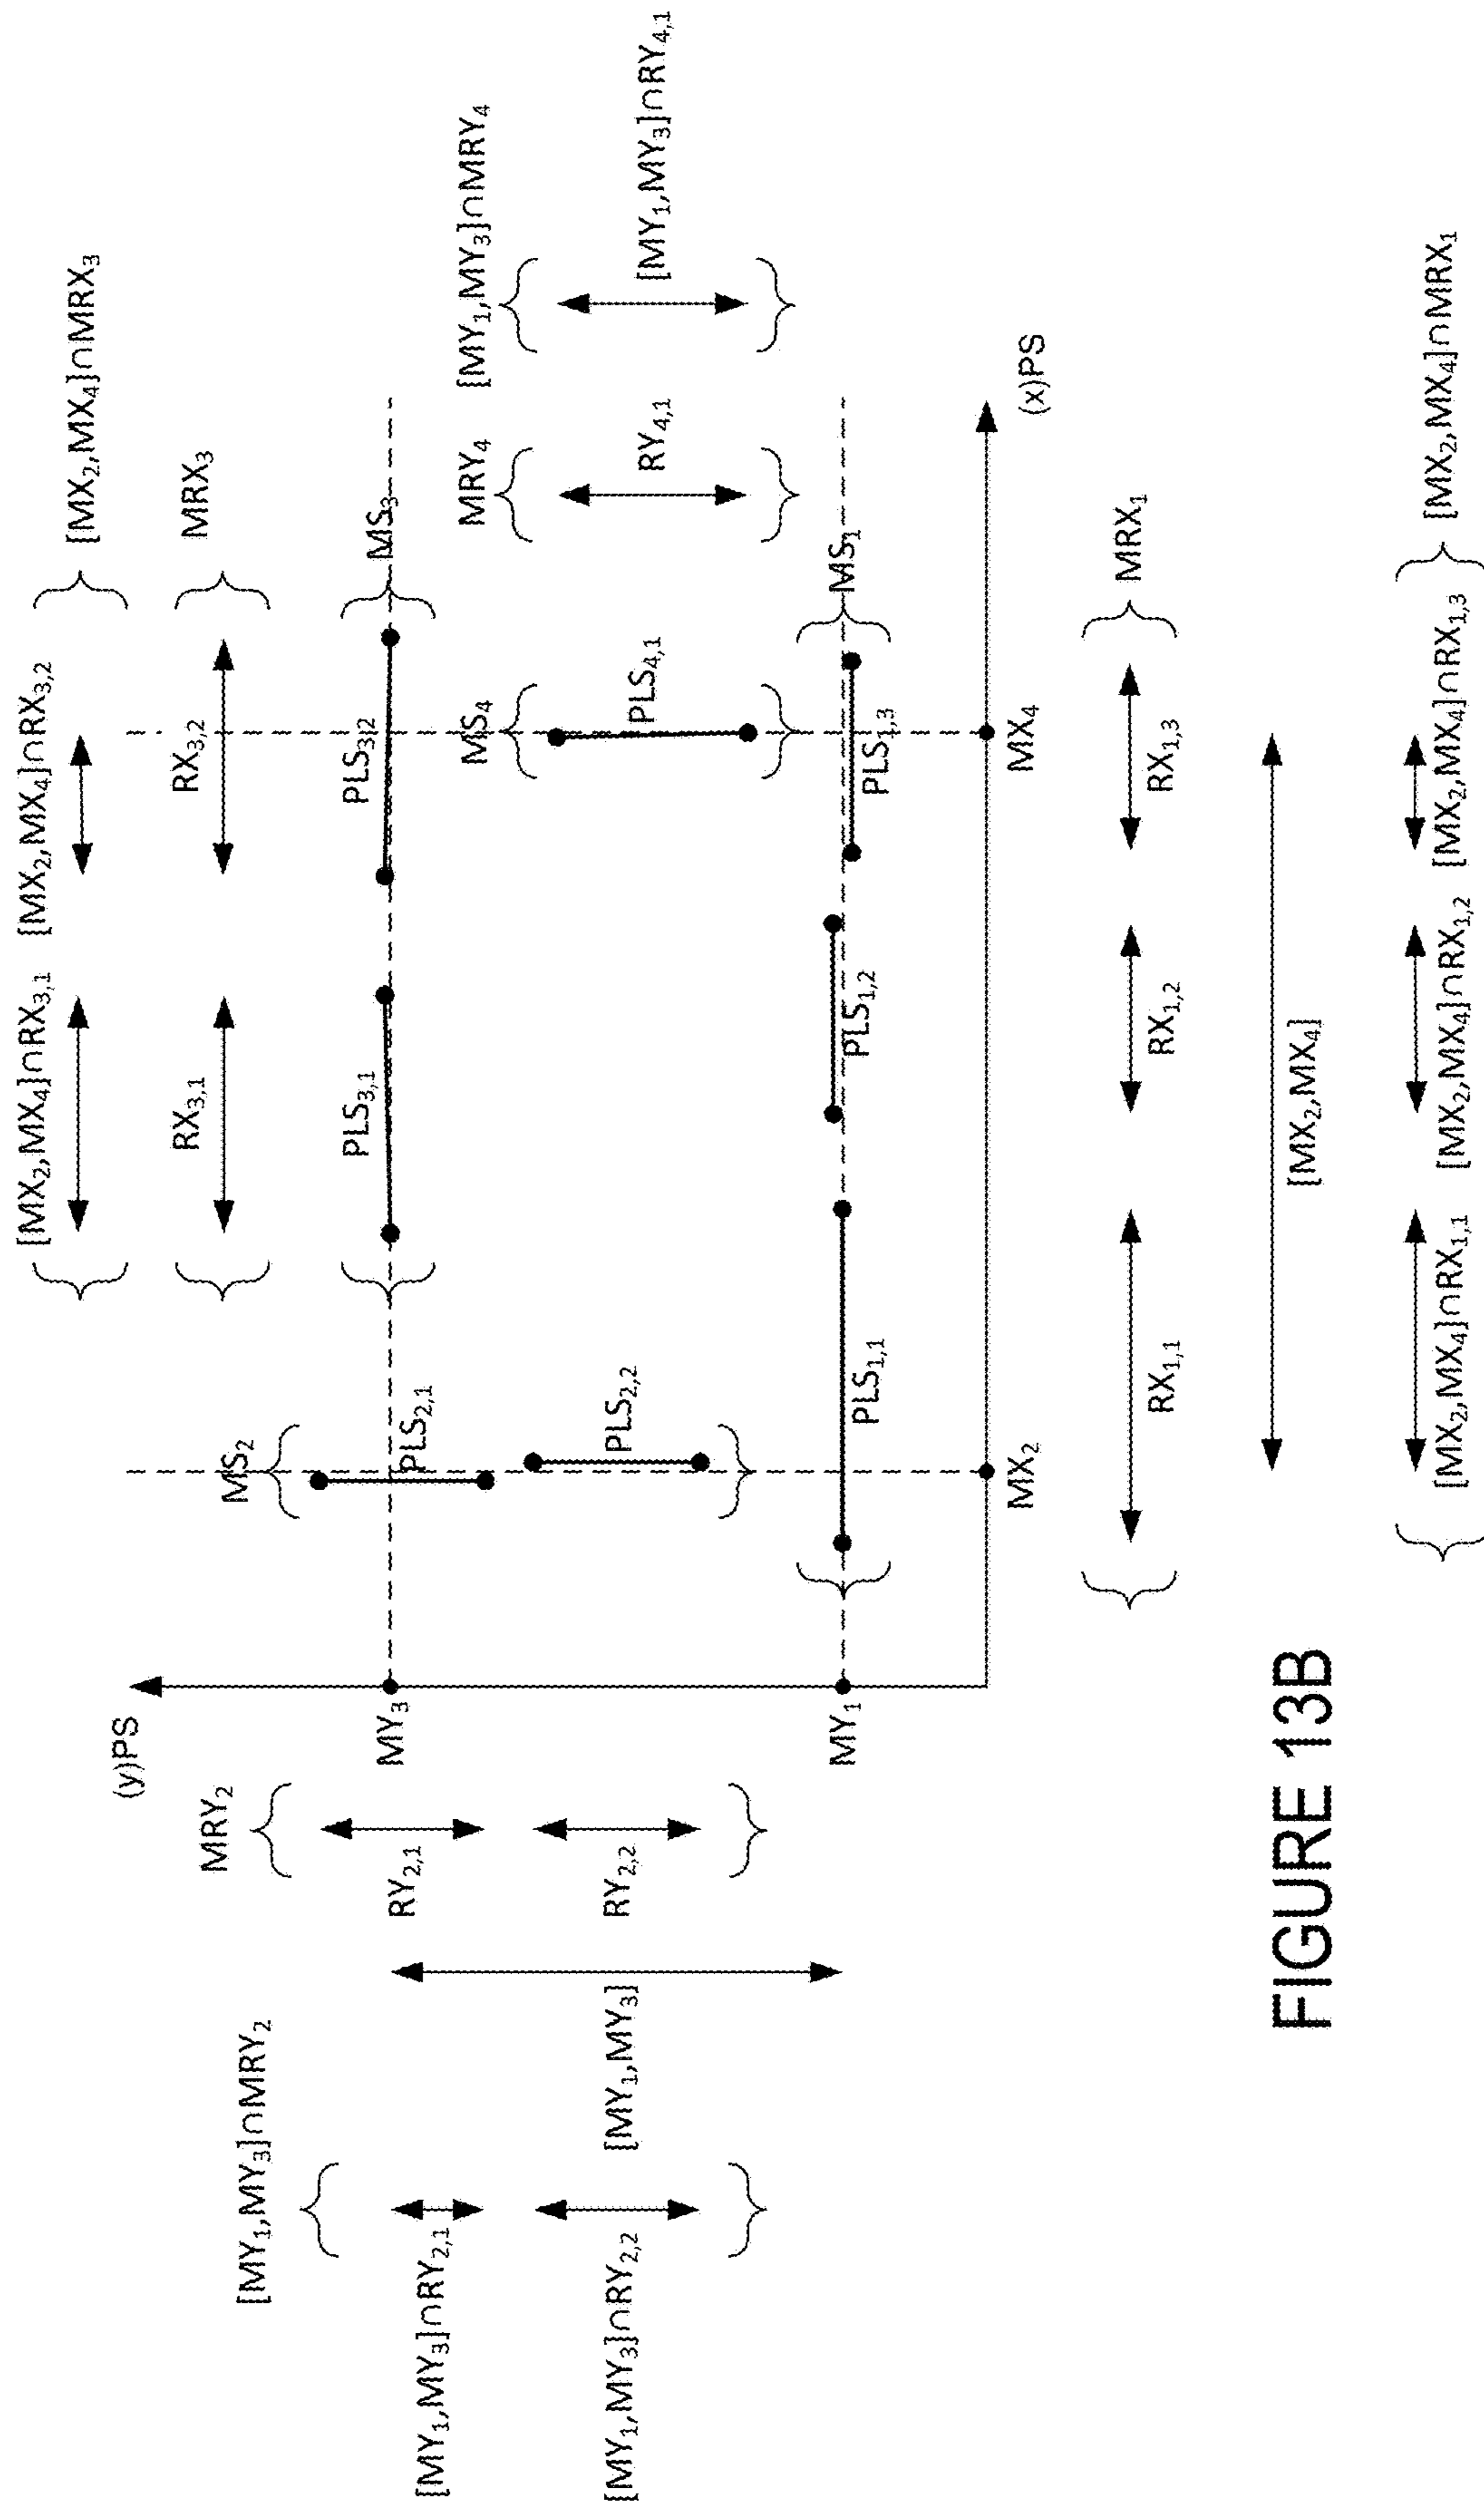 [MX₂,MX₄]∩RX₃,₁
[MX₂,MX₄]∩RX₃,₂
[MX₂,MX₄]∩MRX₃
RX₃,₁
RX₃,₂
MRX₃
(y)PS
MRY₂
[MY₁,MY₃]∩MRY₂
MS₂
PLS₂,₁
PLS₃,₁
PLS₃,₂
MS₃
MY₃
RY₂,₁
[MY₁,MY₃]∩RY₂,₁
MS₄
MRY₄
[MY₁,MY₃]∩MRY₄
[MY₁,MY₃]∩RY₂,₂
[MY₁,MY₃]
RY₂,₂
PLS₂,₂
PLS₄,₁
RY₄,₁
[MY₁,MY₃]∩RY₄,₁
MY₁
PLS₁,₁
PLS₁,₂
PLS₁,₃
MS₁
MX₂
MX₄
(x)PS
RX₁,₁
RX₁,₂
RX₁,₃
MRX₁
[MX₂,MX₄]
FIGURE 13B
[MX₂,MX₄]∩RX₁,₁
[MX₂,MX₄]∩RX₁,₂
[MX₂,MX₄]∩RX₁,₃
[MX₂,MX₄]∩MRX₁